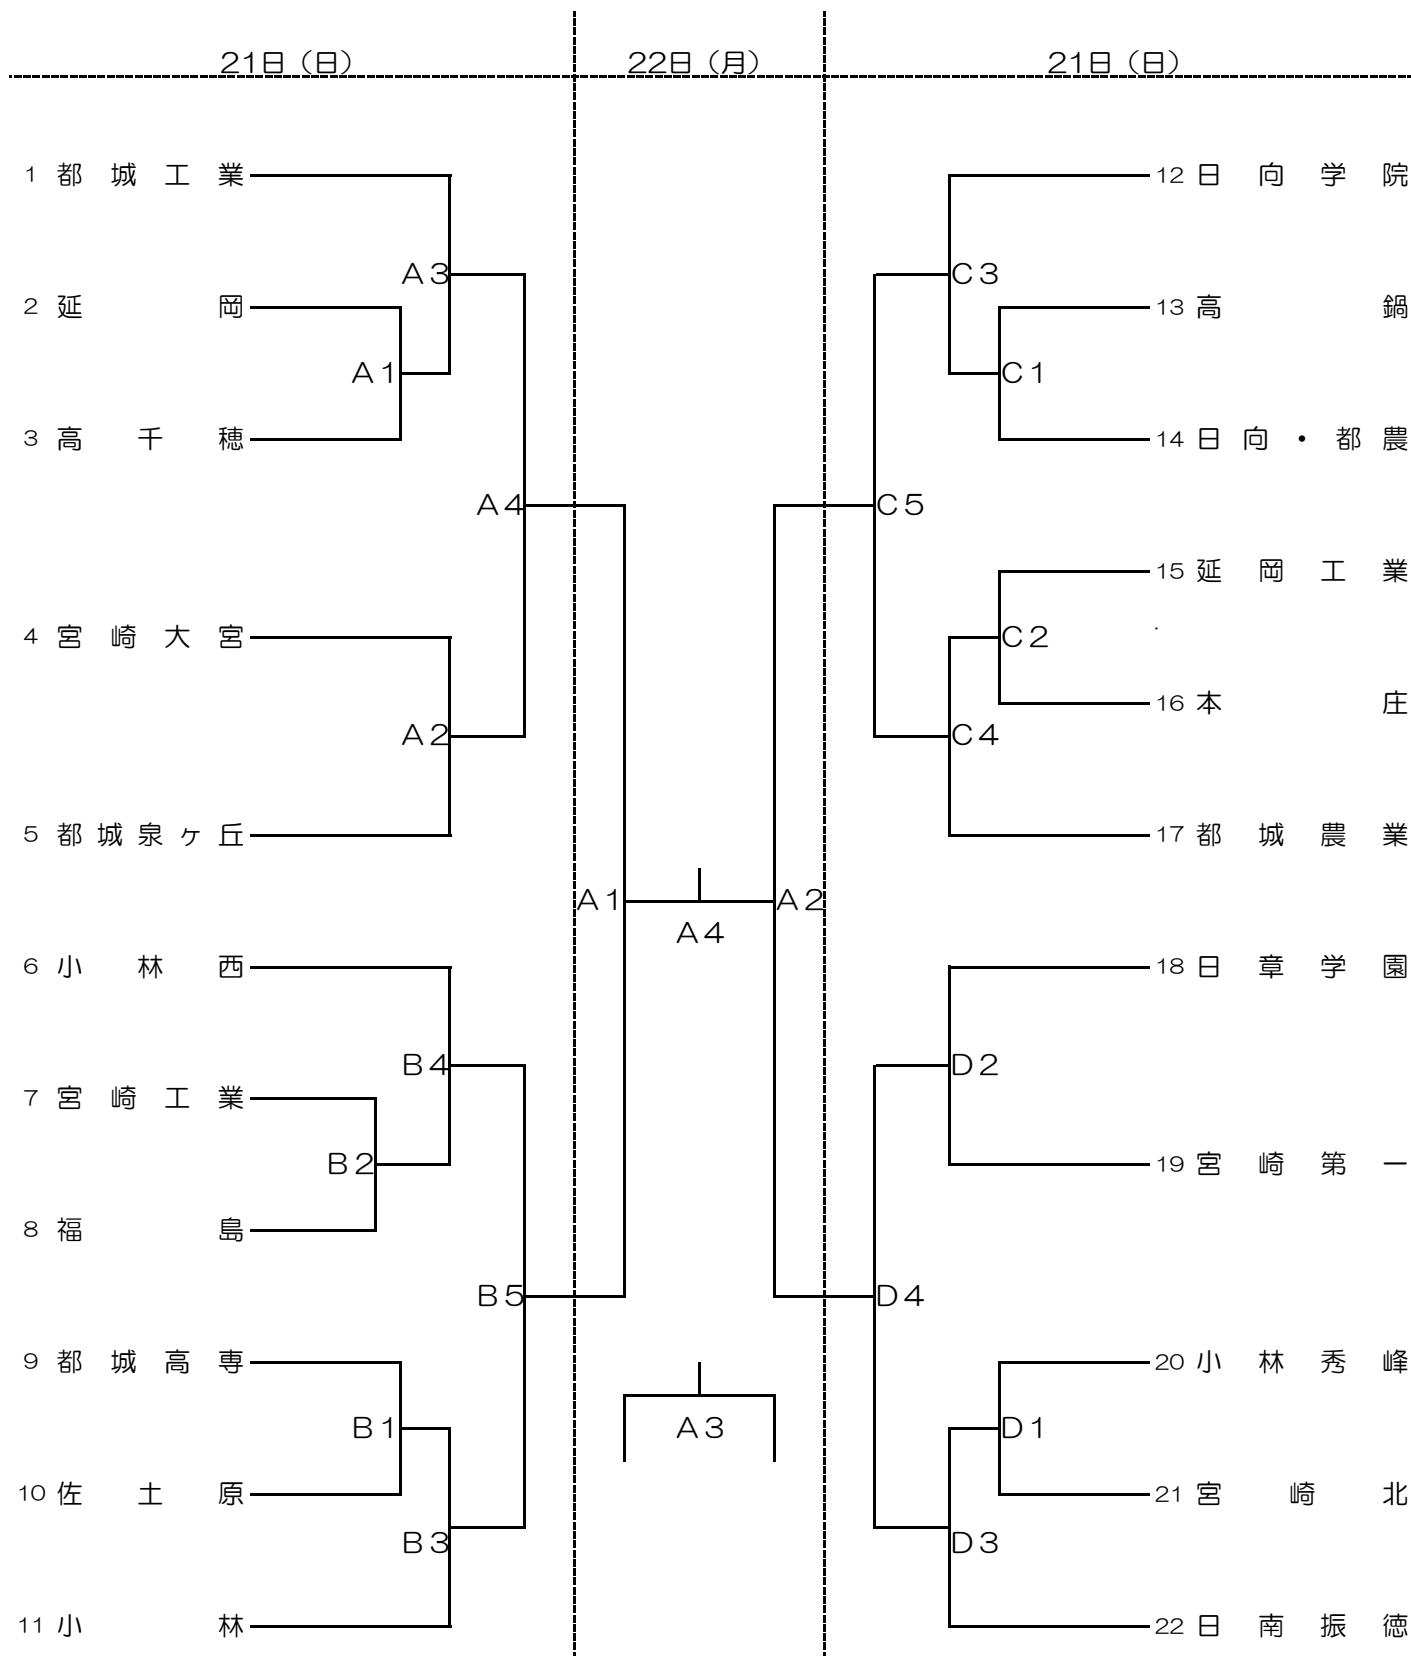 21日（日） 22日（月） 21日（日）
1 都城工業
12 日向学院
A3
C3
2 延岡
13 高鍋
A1
C1
3 高千穂
14 日向・都農
A4
C5
15 延岡工業
4 宮崎大宮
C2
16 本庄
A2
C4
5 都城泉ヶ丘
17 都城農業
A1
A2
A4
6 小林西
18 日章学園
B4
D2
7 宮崎工業
B2
19 宮崎第一
8 福島
B5
D4
9 都城高専
20 小林秀峰
B1
A3
D1
10 佐土原
21 宮崎北
B3
D3
11 小林
22 日南振徳